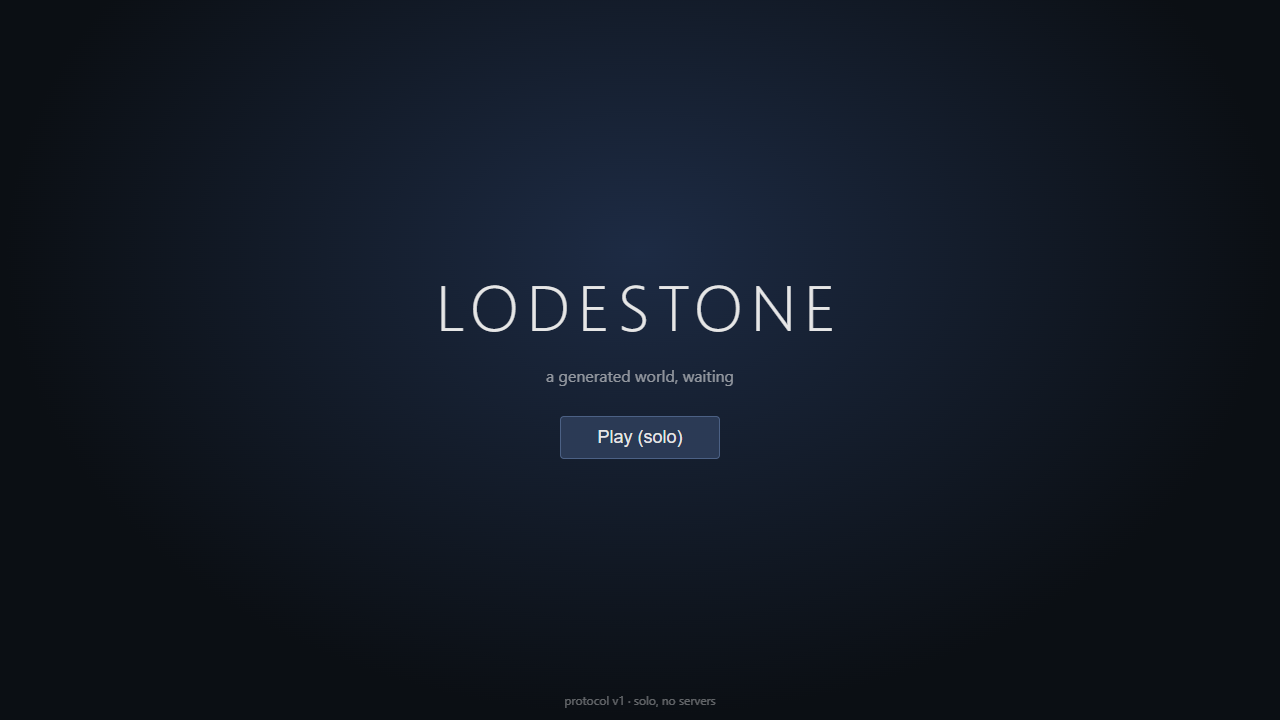 LODESTONE
a generated world, waiting
Play (solo)
protocol v1 · solo, no servers